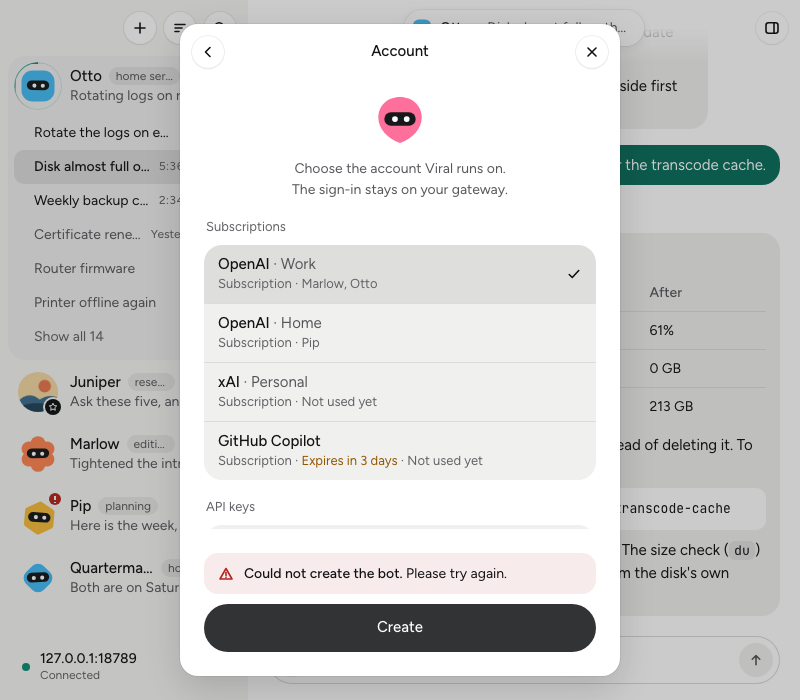 Otto
home ser...
Rotating logs on
Rotate the logs on e...
Disk almost full o...
5:36
Weekly backup c...
2:34
Certificate rene...
Yeste
Router firmware
Printer offline again
Show all 14
Juniper
rese...
Ask these five, an
Marlow
editi...
Tightened the int
Pip
planning
Here is the week,
Quarterma...
Both are on Satur
127.0.0.1:18789
Connected
Account
Choose the account Viral runs on.
The sign-in stays on your gateway.
Subscriptions
OpenAI · Work
Subscription · Marlow, Otto
OpenAI · Home
Subscription · Pip
xAI · Personal
Subscription · Not used yet
GitHub Copilot
Subscription · Expires in 3 days · Not used yet
API keys
Could not create the bot. Please try again.
Create
side first
the transcode cache.
After
61%
0 GB
213 GB
ead of deleting it. To
transcode-cache
The size check ( du )
m the disk's own